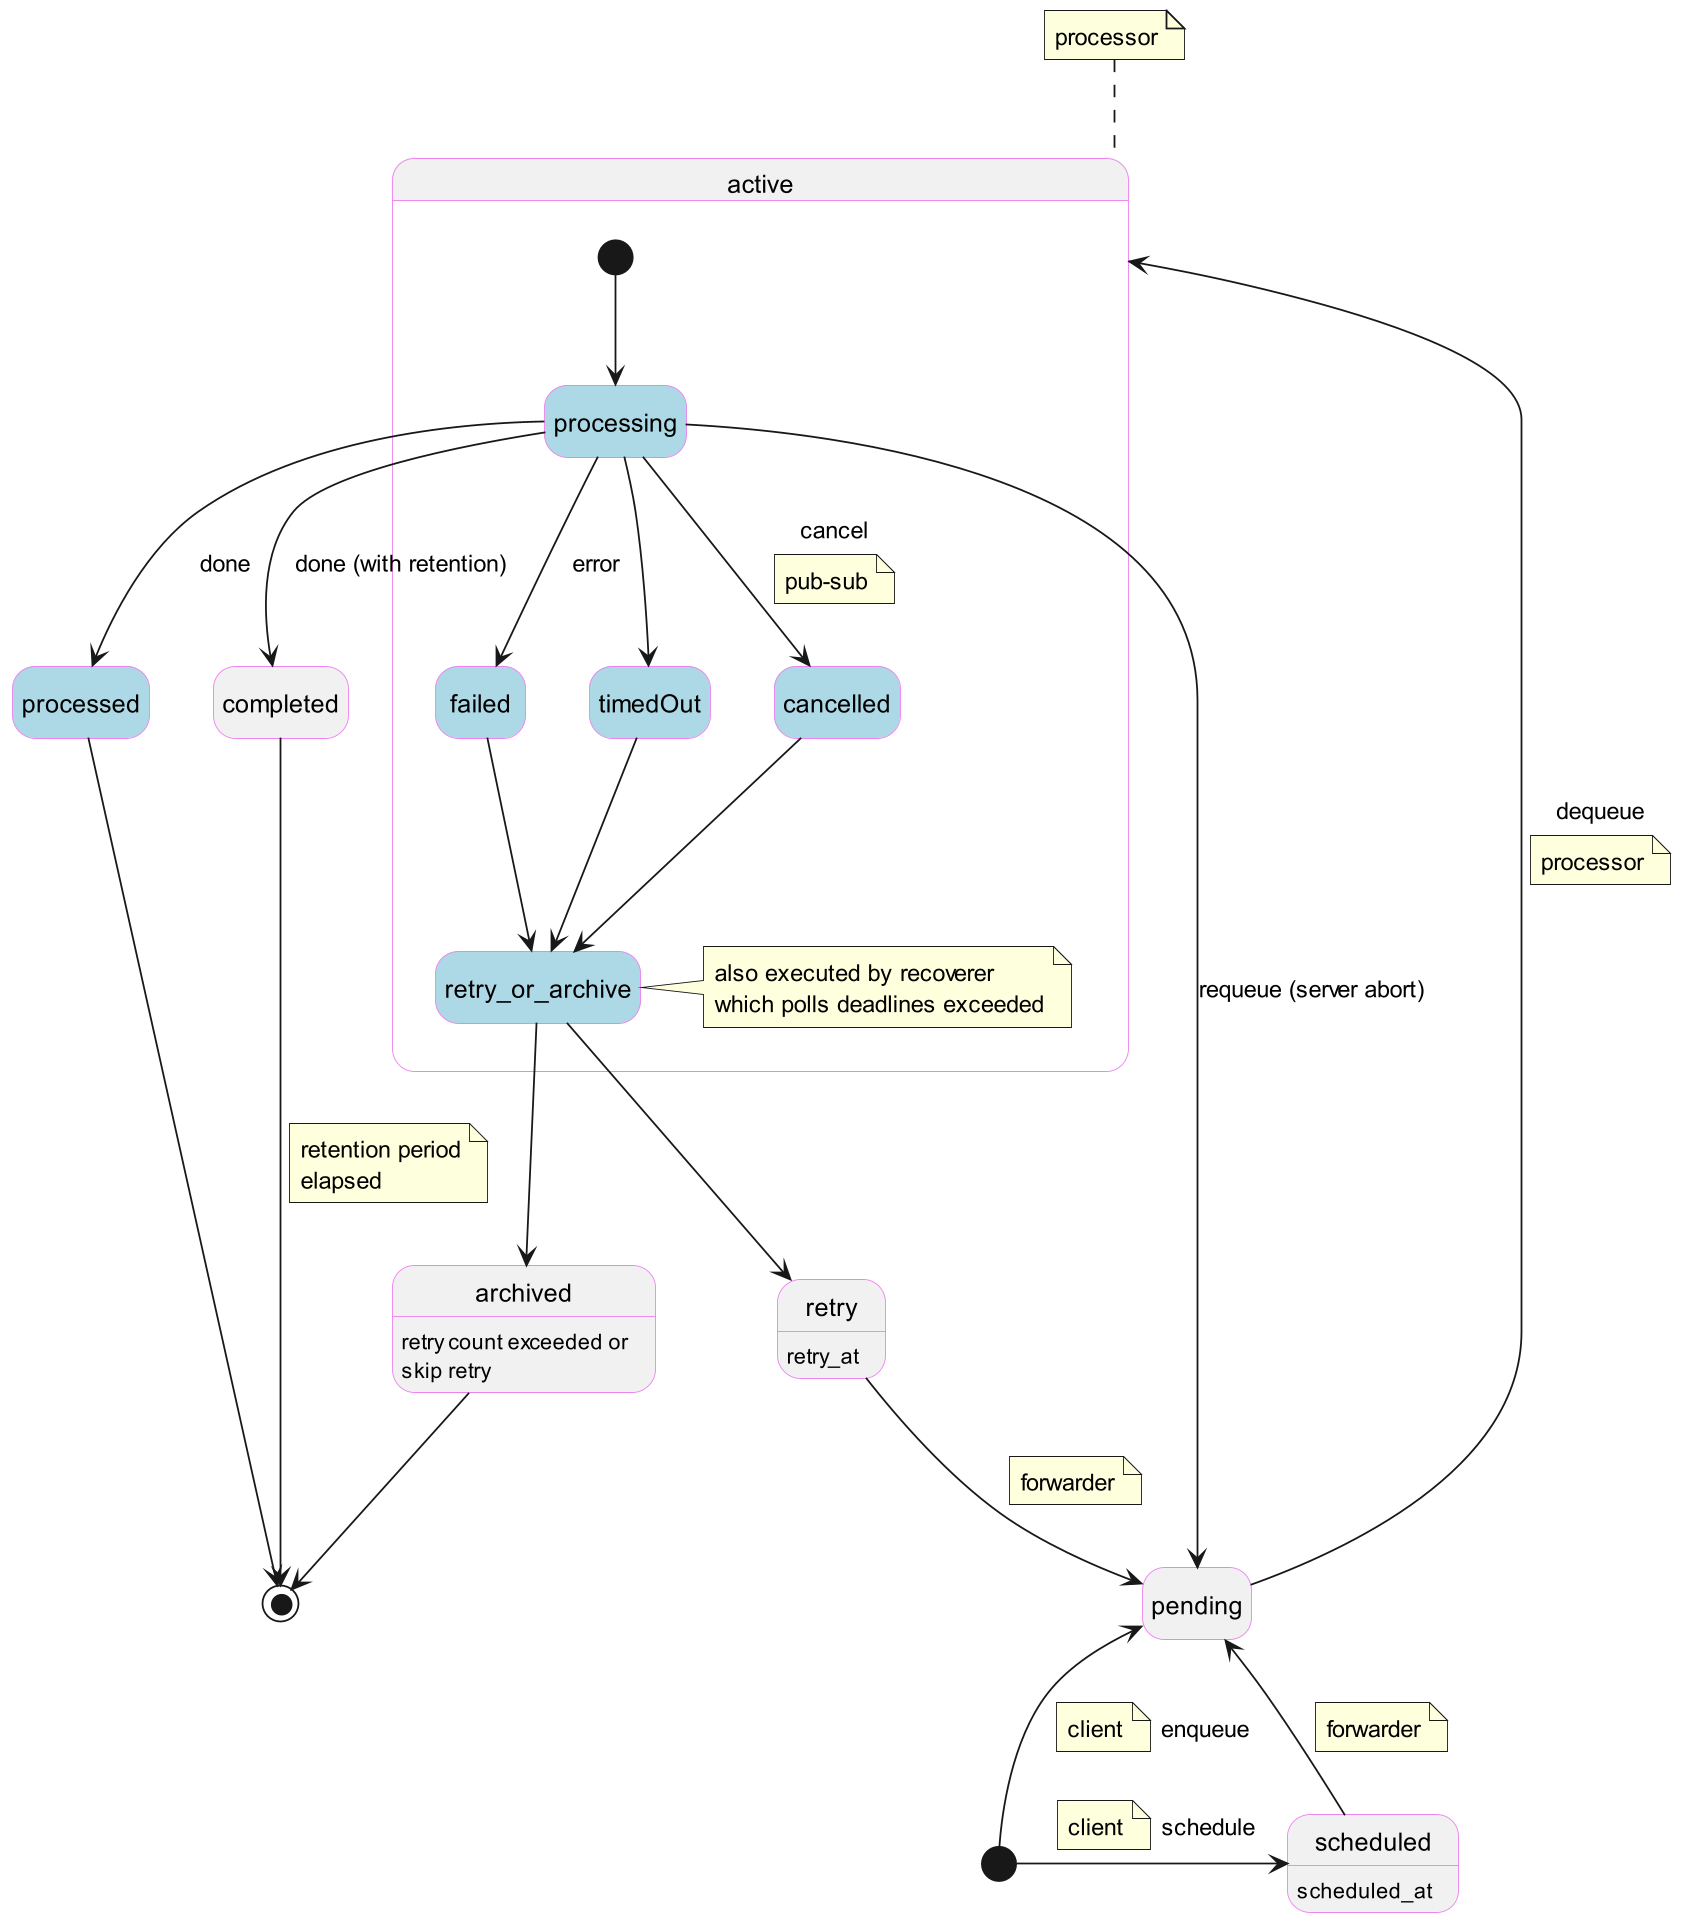 processor
active
processing
cancel
pub-sub
done
done (with retention)
error
processed
completed
failed
timedOut
cancelled
dequeue
processor
retry_or_archive
also executed by recoverer
which polls deadlines exceeded
requeue (server abort)
retention period
elapsed
archived
retry count exceeded or
skip retry
retry
retry_at
forwarder
pending
client
enqueue
forwarder
client
schedule
scheduled
scheduled_at